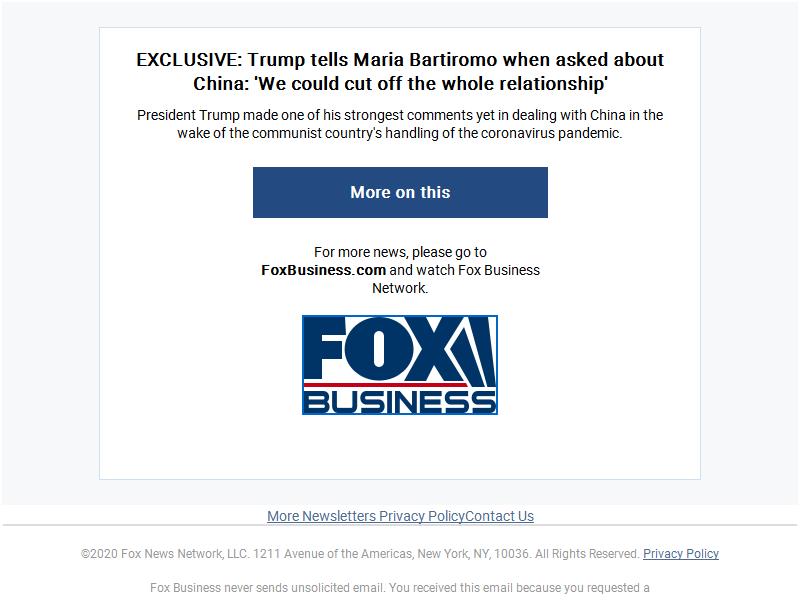 EXCLUSIVE: Trump tells Maria Bartiromo when asked about
China: 'We could cut off the whole relationship'
President Trump made one of his strongest comments yet in dealing with China in the
wake of the communist country's handling of the coronavirus pandemic.
More on this
For more news, please go to
FoxBusiness.com and watch Fox Business
Network.
FOX
BUSINESS
More Newsletters Privacy PolicyContact Us
©2020 Fox News Network, LLC. 1211 Avenue of the Americas, New York, NY, 10036. All Rights Reserved. Privacy Policy
Fox Business never sends unsolicited email. You received this email because you requested a